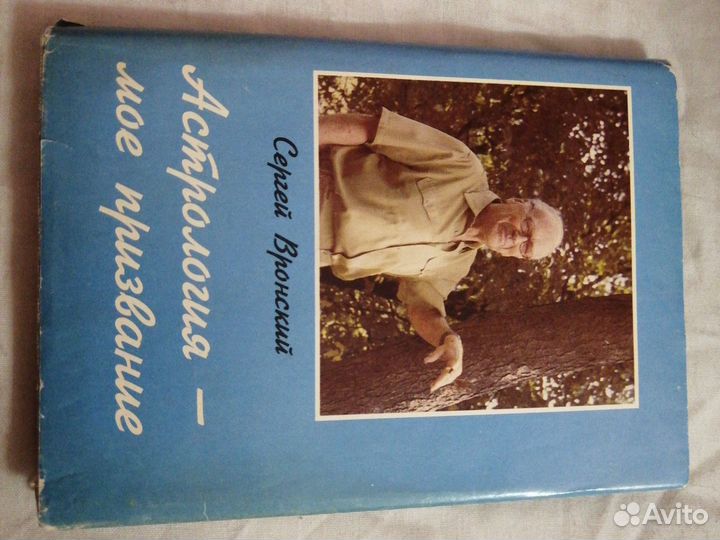 Сергей Вронский
Астрология —
мое призвание
Avito